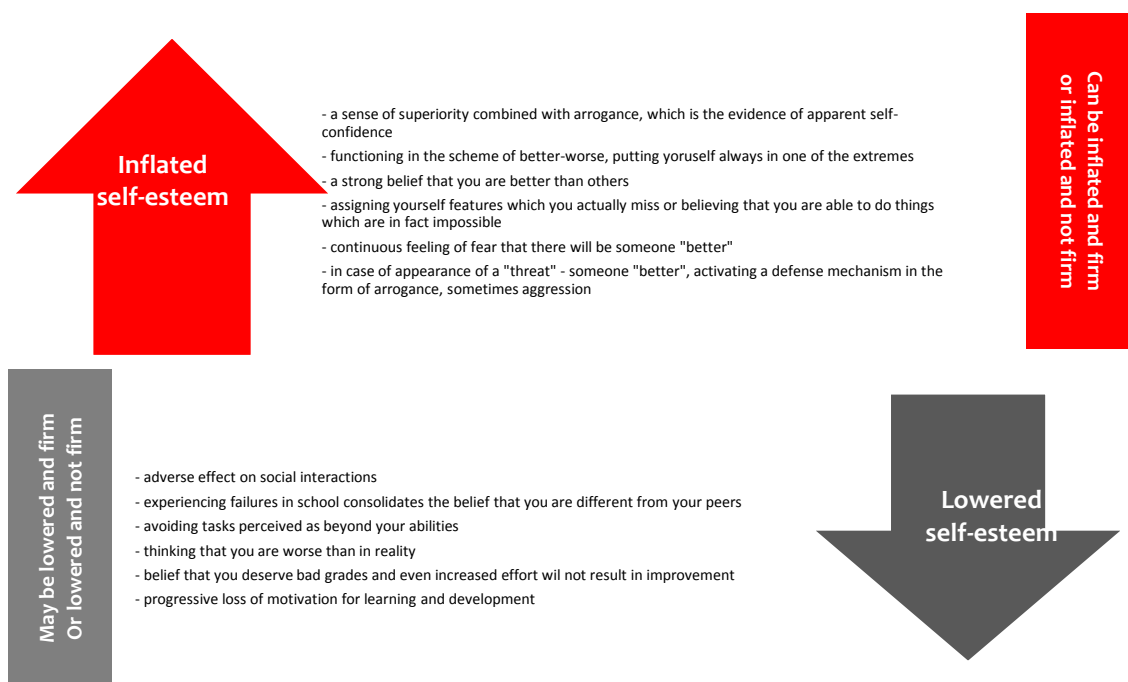 Inflated
self-esteem
- a sense of superiority combined with arrogance, which is the evidence of apparent self-
confidence
- functioning in the scheme of better-worse, putting yoruself always in one of the extremes
- a strong belief that you are better than others
- assigning yourself features which you actually miss or believing that you are able to do things
which are in fact impossible
- continuous feeling of fear that there will be someone "better"
- in case of appearance of a "threat" - someone "better", activating a defense mechanism in the
form of arrogance, sometimes aggression
Can be inflated and firm
or inflated and not firm
May be lowered and firm
Or lowered and not firm
- adverse effect on social interactions
- experiencing failures in school consolidates the belief that you are different from your peers
- avoiding tasks perceived as beyond your abilities
- thinking that you are worse than in reality
- belief that you deserve bad grades and even increased effort wil not result in improvement
- progressive loss of motivation for learning and development
Lowered
self-esteem